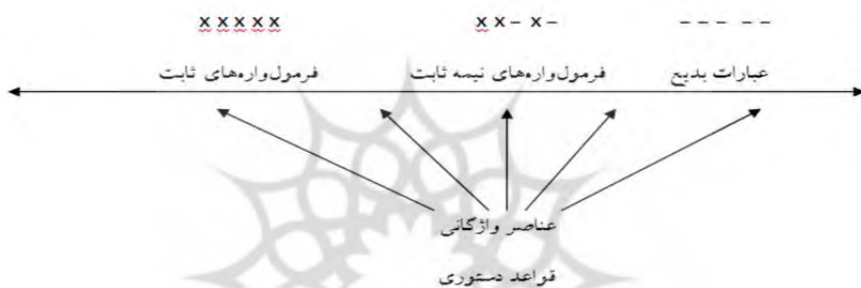 – – – – –    x x – x –    x x x x x
عبارات بدیع    فرمول‌واره‌های نیمه ثابت    فرمول‌واره‌های ثابت
عناصر واژگانی
قواعد دستوری